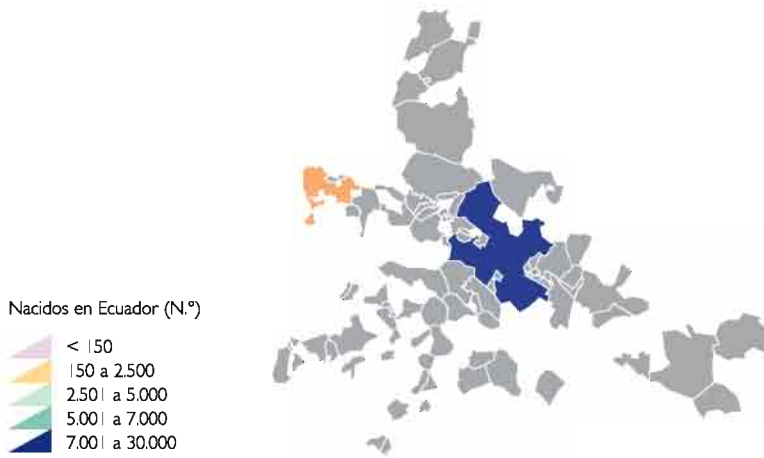 Nacidos en Ecuador (N.º)
< 150
150 a 2.500
2.501 a 5.000
5.001 a 7.000
7.001 a 30.000